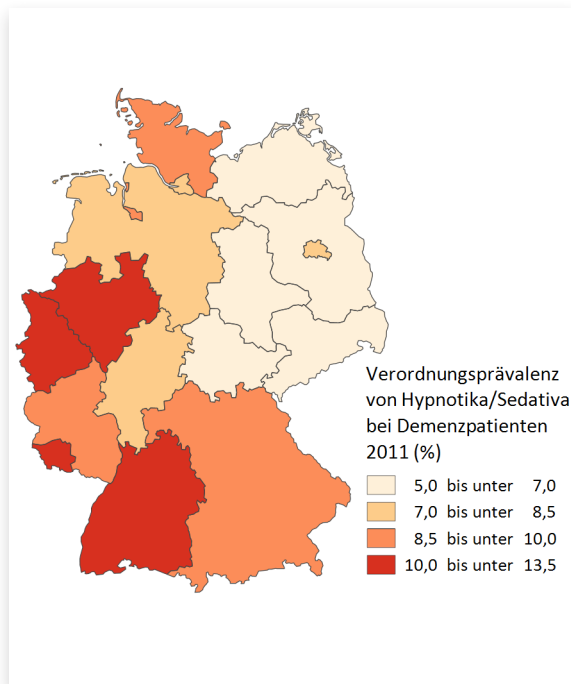 Verordnungsprävalenz
von Hypnotika/Sedativa
bei Demenzpatienten
2011 (%)
5,0 bis unter 7,0
7,0 bis unter 8,5
8,5 bis unter 10,0
10,0 bis unter 13,5